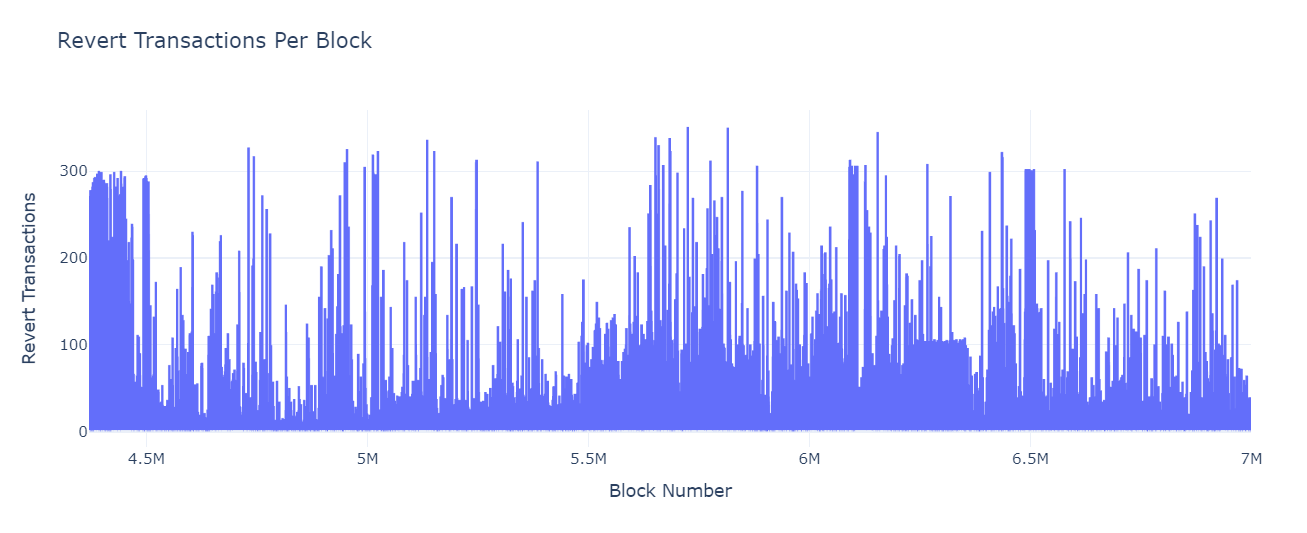 Revert Transactions Per Block
Revert Transactions
300
200
100
0
4.5M
5M
5.5M
6M
6.5M
7M
Block Number